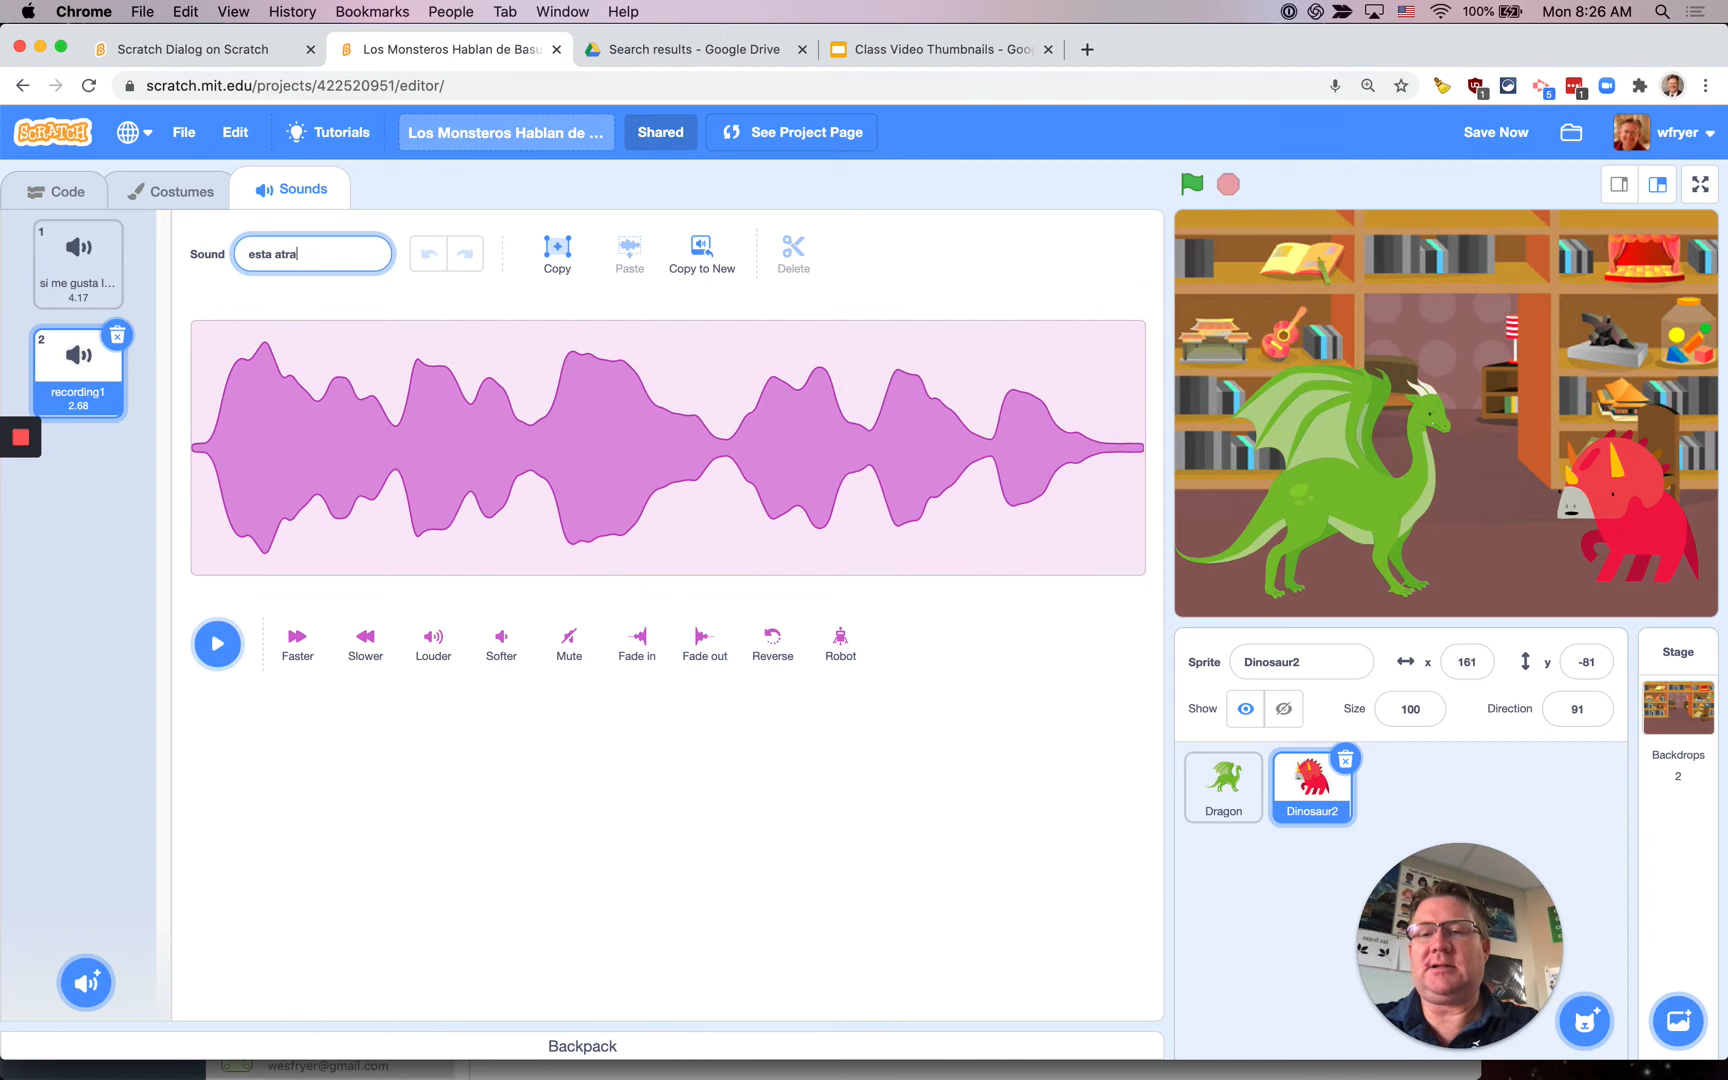 Chrome File Edit View History Bookmarks People Tab Window Help 100% Mon 8:26 AM
Scratch Dialog on Scratch Los Monsteros Hablan de Basu Search results - Google Drive Class Video Thumbnails - Goo
scratch.mit.edu/projects/422520951/editor/ 1 5 1
SCRATCH File Edit Tutorials Los Monsteros Hablan de ... Shared See Project Page Save Now wfryer
Code Costumes Sounds
1
si me gusta l...
4.17
2
recording1
2.68
Sound esta atra Copy Paste Copy to New Delete
Faster Slower Louder Softer Mute Fade in Fade out Reverse Robot
Sprite Dinosaur2 x 161 y -81
Show Size 100 Direction 91
Dragon Dinosaur2
Stage
Backdrops
2
Backpack
wesfryer@gmail.com